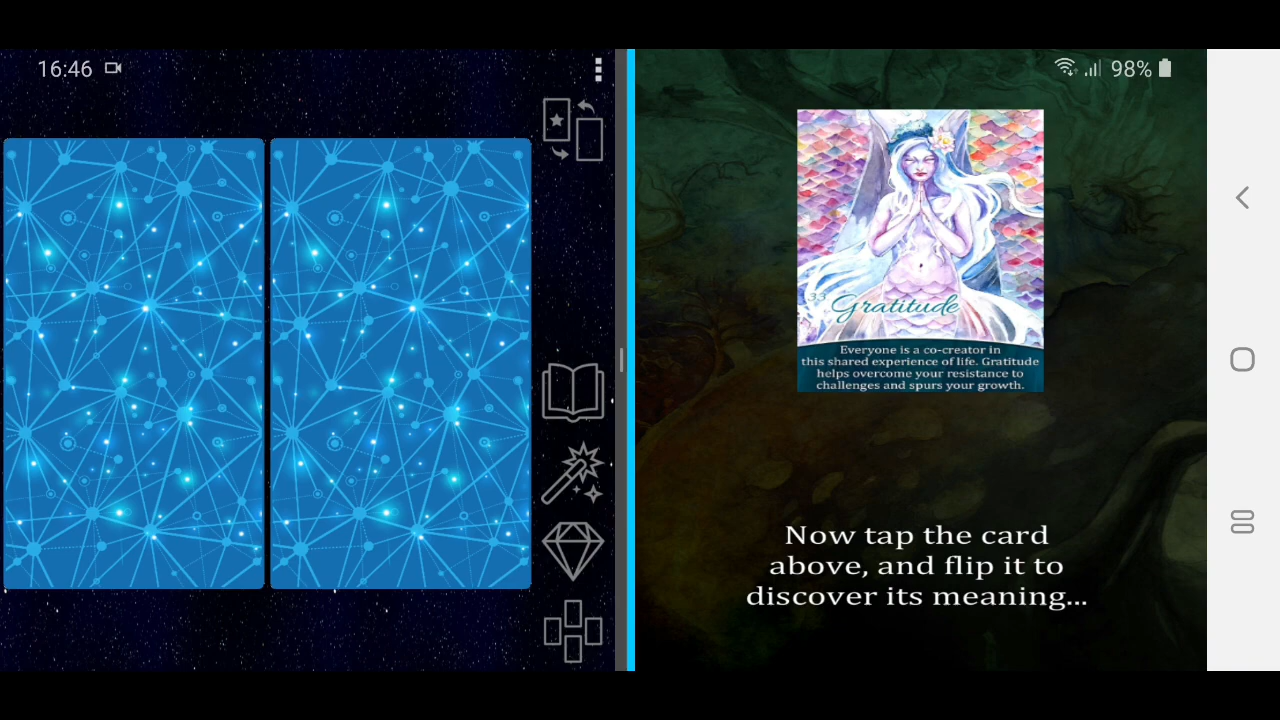 16:46
98%
33 Gratitude
Everyone is a co-creator in
this shared experience of life. Gratitude
helps overcome your resistance to
challenges and spurs your growth.
Now tap the card
above, and flip it to
discover its meaning...